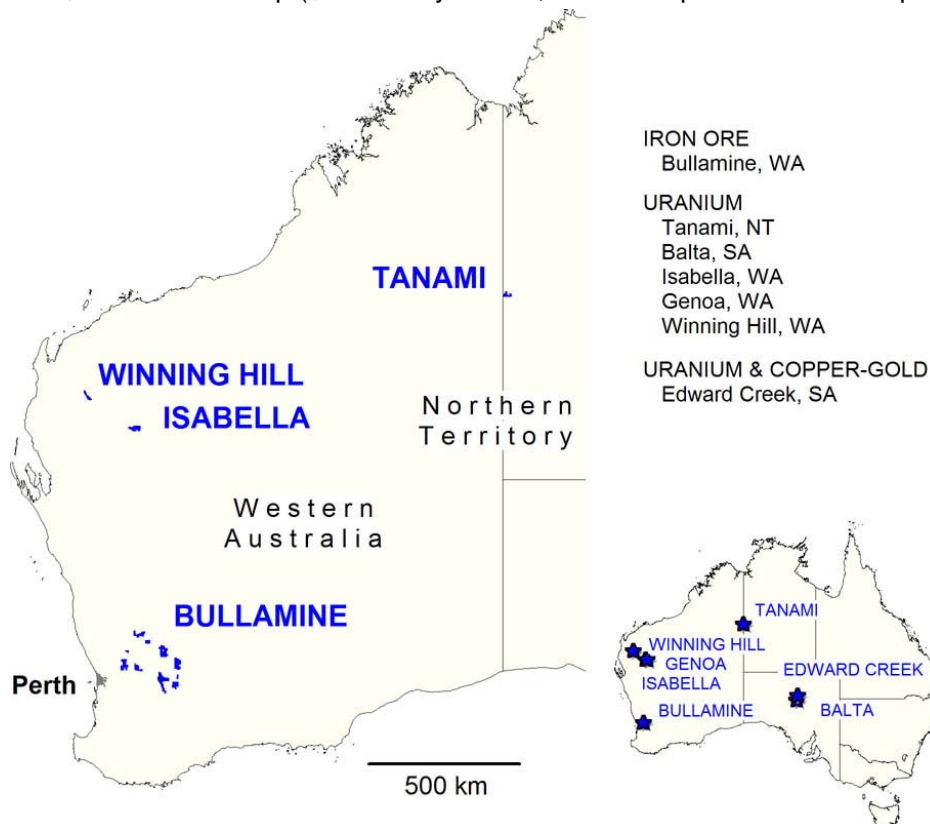 TANAMI
WINNING HILL
ISABELLA
Northern
Territory
Western
Australia
BULLAMINE
Perth
500 km
IRON ORE
Bullamine, WA
URANIUM
Tanami, NT
Balta, SA
Isabella, WA
Genoa, WA
Winning Hill, WA
URANIUM & COPPER-GOLD
Edward Creek, SA
TANAMI
WINNING HILL
GENOA
ISABELLA
EDWARD CREEK
BULLAMINE
BALTA